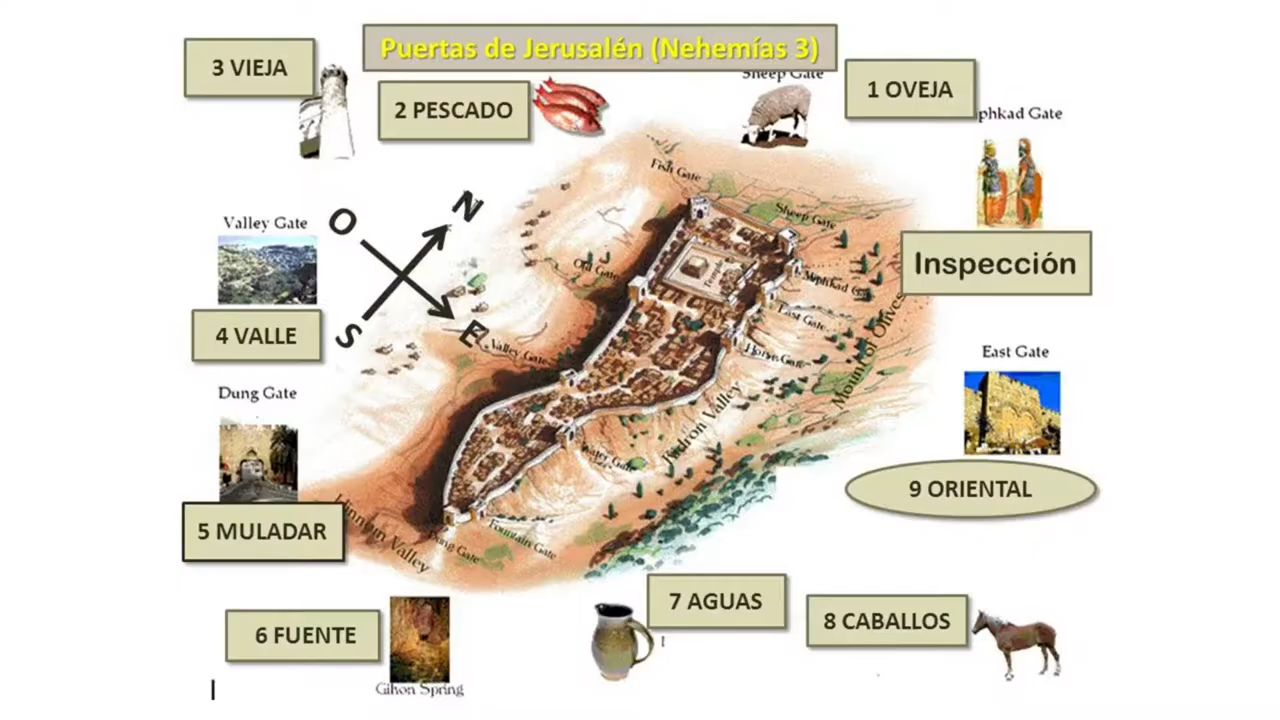 Puertas de Jerusalén (Nehemías 3)
3 VIEJA
2 PESCADO
Sheep Gate
1 OVEJA
phkad Gate
Fish Gate
Sheep Gate
Valley Gate
O
N
S
E
Old Gate
Temple
Miphkad Ga
Inspección
East Gate
4 VALLE
Valley Gate
Horse Gate
Mount of Olives
East Gate
Dung Gate
Kidron Valley
Water Gate
9 ORIENTAL
5 MULADAR
Hinnom Valley
Dung Gate
Fountain Gate
7 AGUAS
6 FUENTE
8 CABALLOS
Gihon Spring